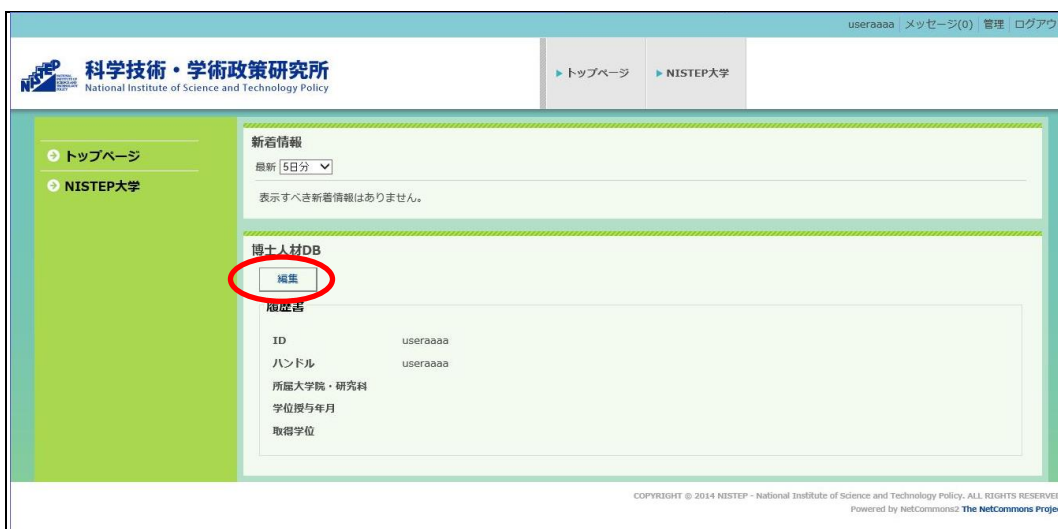 useraaaa メッセージ(0) 管理 ログアウ
NISTEP
科学技術・学術政策研究所
National Institute of Science and Technology Policy
トップページ NISTEP大学
トップページ
NISTEP大学
新着情報
最新 5日分
表示すべき新着情報はありません。
博士人材DB
編集
履歴書
ID useraaaa
ハンドル useraaaa
所属大学院・研究科
学位授与年月
取得学位
COPYRIGHT © 2014 NISTEP - National Institute of Science and Technology Policy. ALL RIGHTS RESERVE
Powered by NetCommons2 The NetCommons Proje